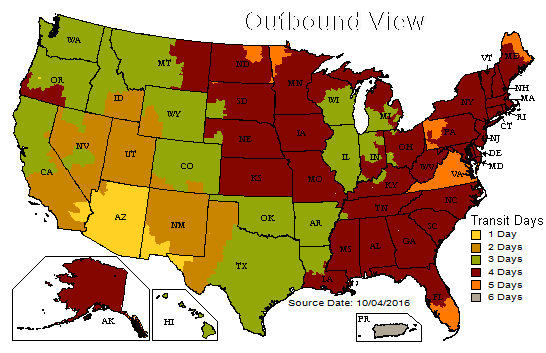 Outbound View
WA
MT
ND
MN
ME
VT
OR
ID
WY
SD
WI
MI
NY
NH
MA
RI
CT
NV
UT
CO
NE
IA
IL
IN
OH
PA
NJ
DE
MD
CA
KS
MO
KY
WV
VA
AZ
NM
OK
AR
TN
NC
SC
TX
LA
MS
AL
GA
FL
AK
HI
PR
Transit Days
1 Day
2 Days
3 Days
4 Days
5 Days
6 Days
Source Date: 10/04/2016